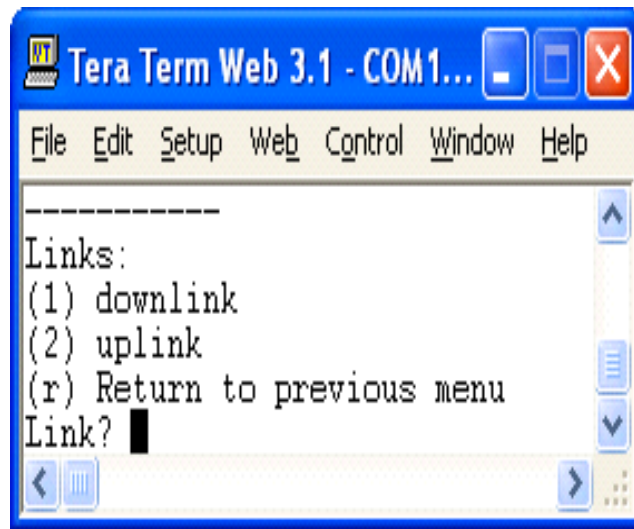 Tera Term Web 3.1 - COM1...
File Edit Setup Web Control Window Help
-----------
Links:
(1) downlink
(2) uplink
(r) Return to previous menu
Link?